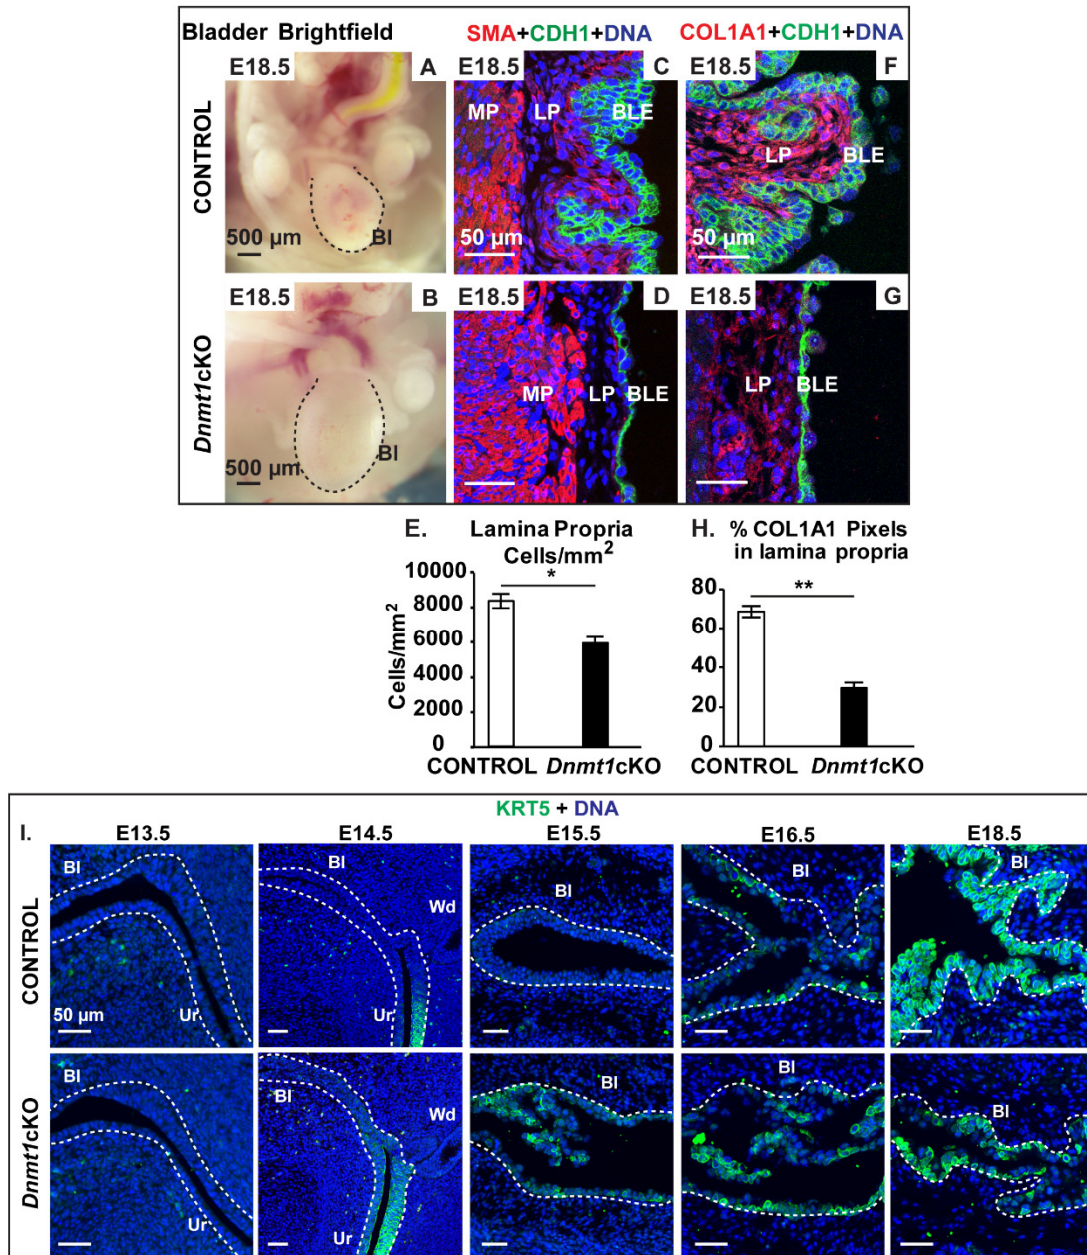 Bladder Brightfield
SMA+CDH1+DNA
COL1A1+CDH1+DNA
CONTROL
E18.5
A
Bl
500 µm
E18.5
C
MP
LP
BLE
50 µm
E18.5
F
LP
BLE
50 µm
Dnmt1cKO
E18.5
B
Bl
500 µm
E18.5
D
MP
LP
BLE
E18.5
G
LP
BLE
E.
Lamina Propria
Cells/mm2
Cells/mm2
10000
8000
6000
4000
2000
0
*
CONTROL
Dnmt1cKO
H.
% COL1A1 Pixels
in lamina propria
80
60
40
20
0
**
CONTROL
Dnmt1cKO
KRT5 + DNA
I.
E13.5
E14.5
E15.5
E16.5
E18.5
CONTROL
Bl
Ur
50 µm
Bl
Wd
Ur
Bl
Bl
Bl
Dnmt1cKO
Bl
Ur
Bl
Wd
Ur
Bl
Bl
Bl